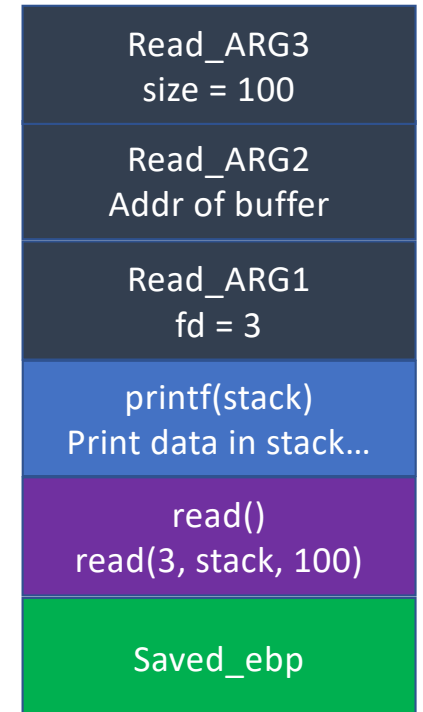 Read_ARG3
size = 100
Read_ARG2
Addr of buffer
Read_ARG1
fd = 3
printf(stack)
Print data in stack…
read()
read(3, stack, 100)
Saved_ebp